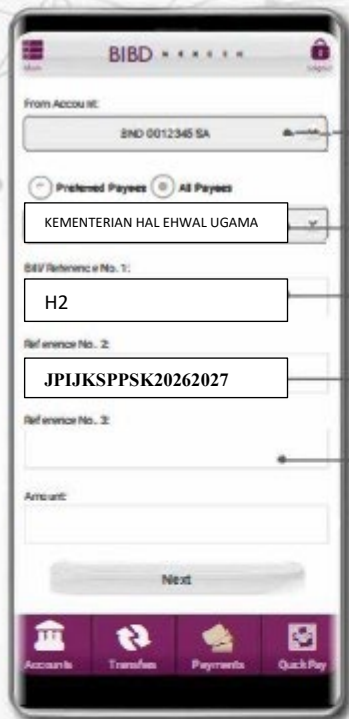 BIBD
Logout
From Account:
BND 0012345 SA
Preferred Payees
All Payees
KEMENTERIAN HAL EHWAL UGAMA
Bill/Reference No. 1:
H2
Reference No. 2:
JPIJKSPPSK20262027
Reference No. 3:
Amount:
Next
Accounts
Transfers
Payments
Quick Pay